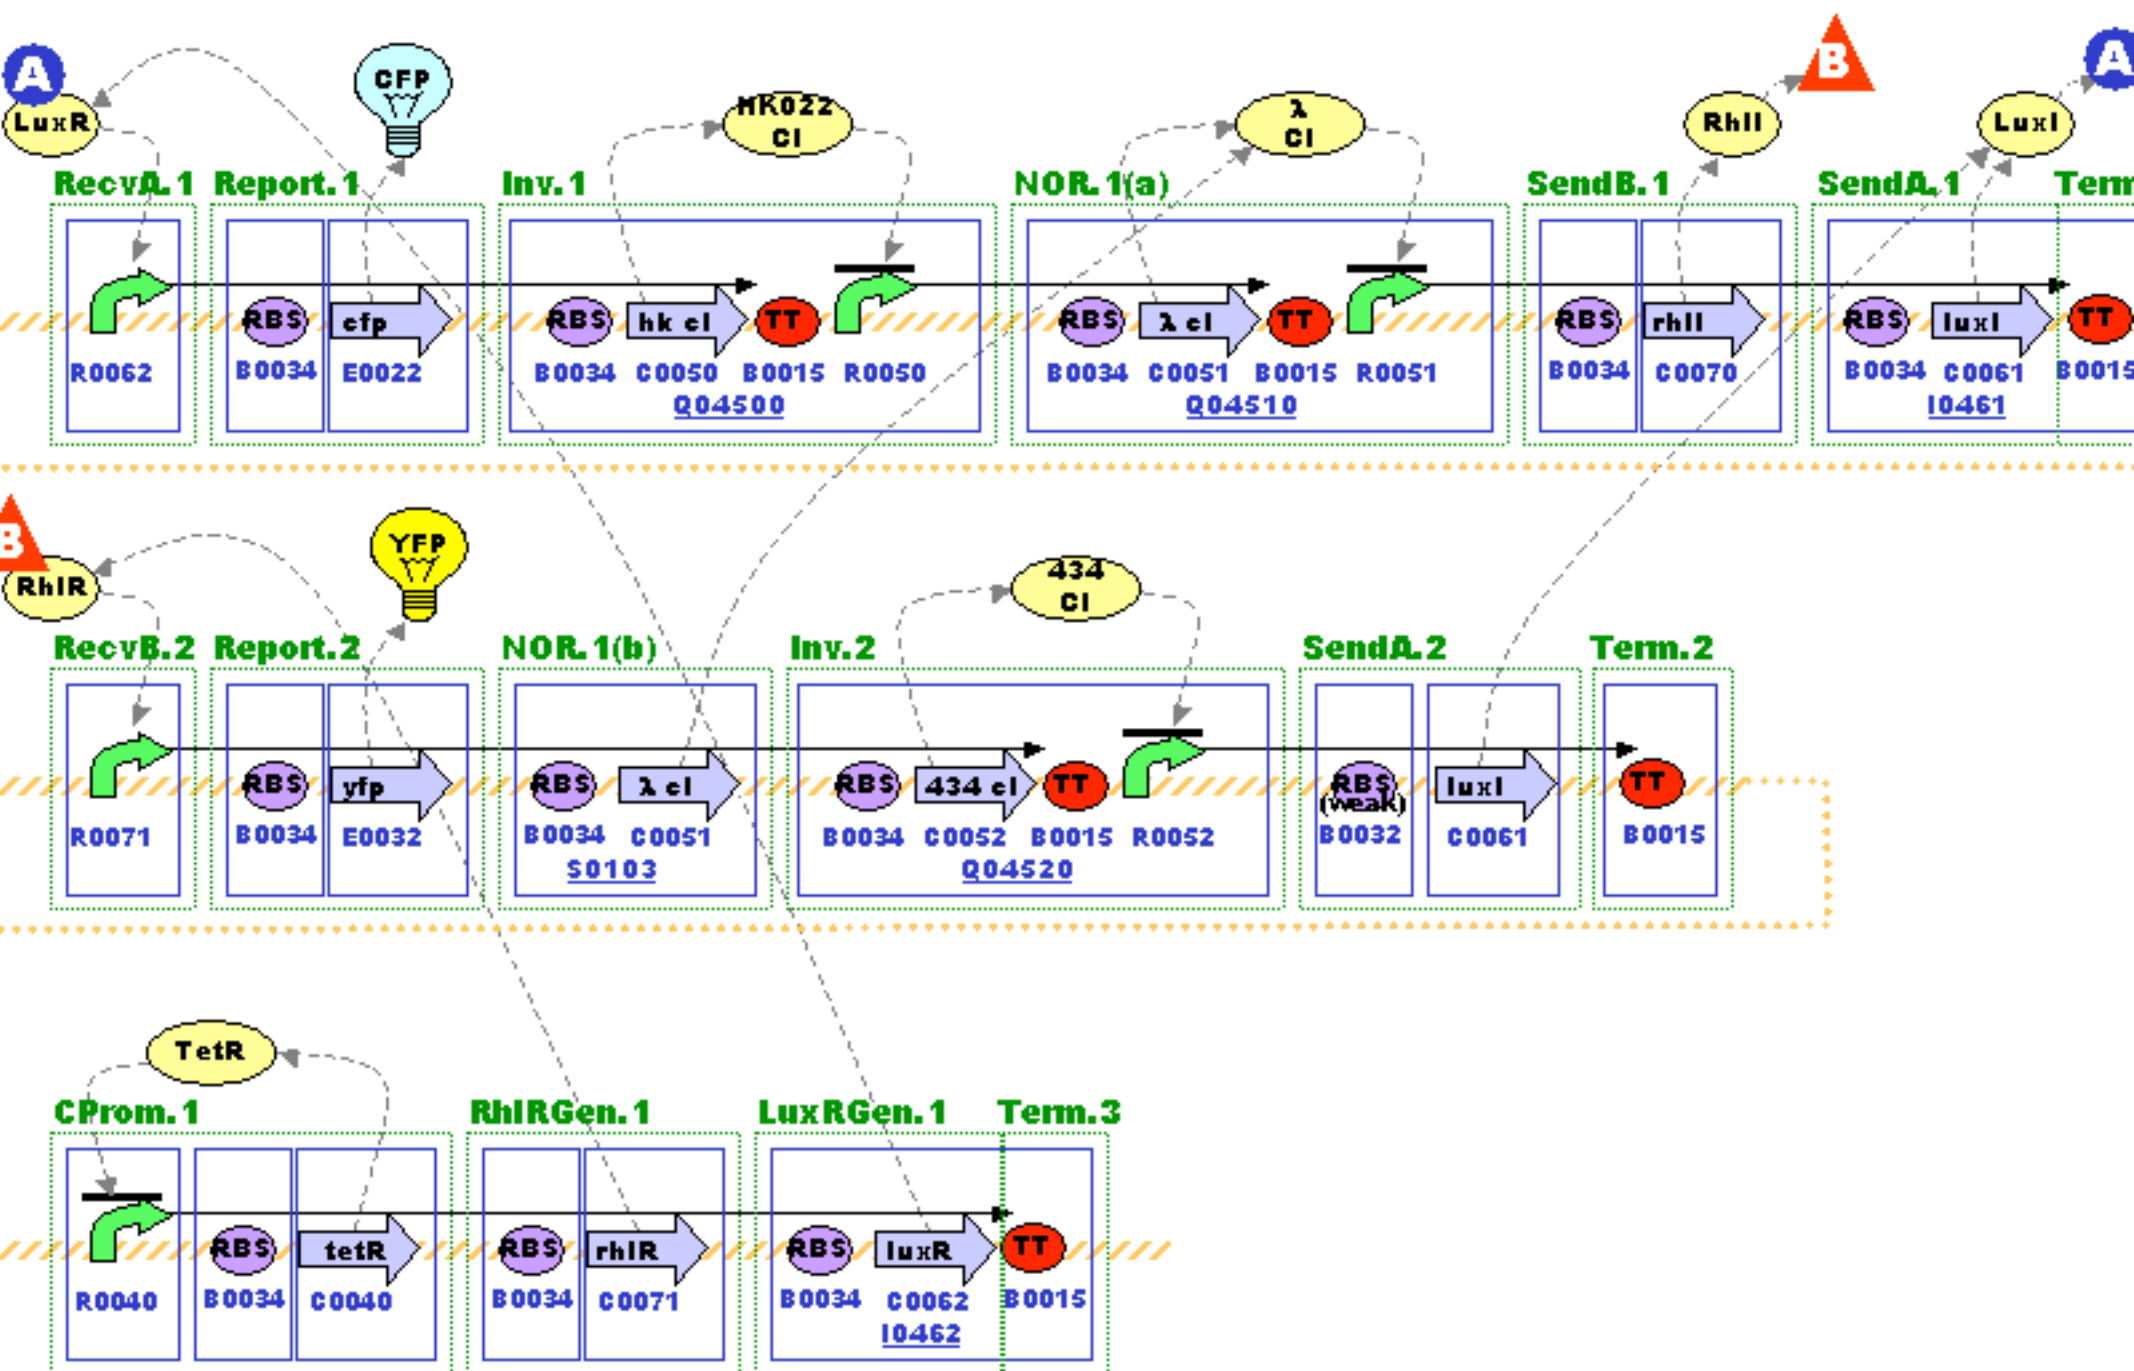 A CFP B A
LuxR HK022 CI λ CI RhlI LuxI
RecvA.1 Report.1 Inv.1 NOR.1(a) SendB.1 SendA.1 Term
RBS cfp RBS hk cI TT RBS λ cI TT RBS rhlI RBS luxI TT
R0062 B0034 E0022 B0034 C0050 B0015 R0050 B0034 C0051 B0015 R0051 B0034 C0070 B0034 C0061 B0015
Q04500 Q04510 I0461
B YFP
RhlR 434 CI
RecvB.2 Report.2 NOR.1(b) Inv.2 SendA.2 Term.2
RBS yfp RBS λ cI RBS 434 cI TT RBS (weak) luxI TT
R0071 B0034 E0032 B0034 C0051 B0034 C0052 B0015 R0052 B0032 C0061 B0015
S0103 Q04520
TetR
CProm.1 RhlRGen.1 LuxRGen.1 Term.3
RBS tetR RBS rhlR RBS luxR TT
R0040 B0034 C0040 B0034 C0071 B0034 C0062 B0015
I0462